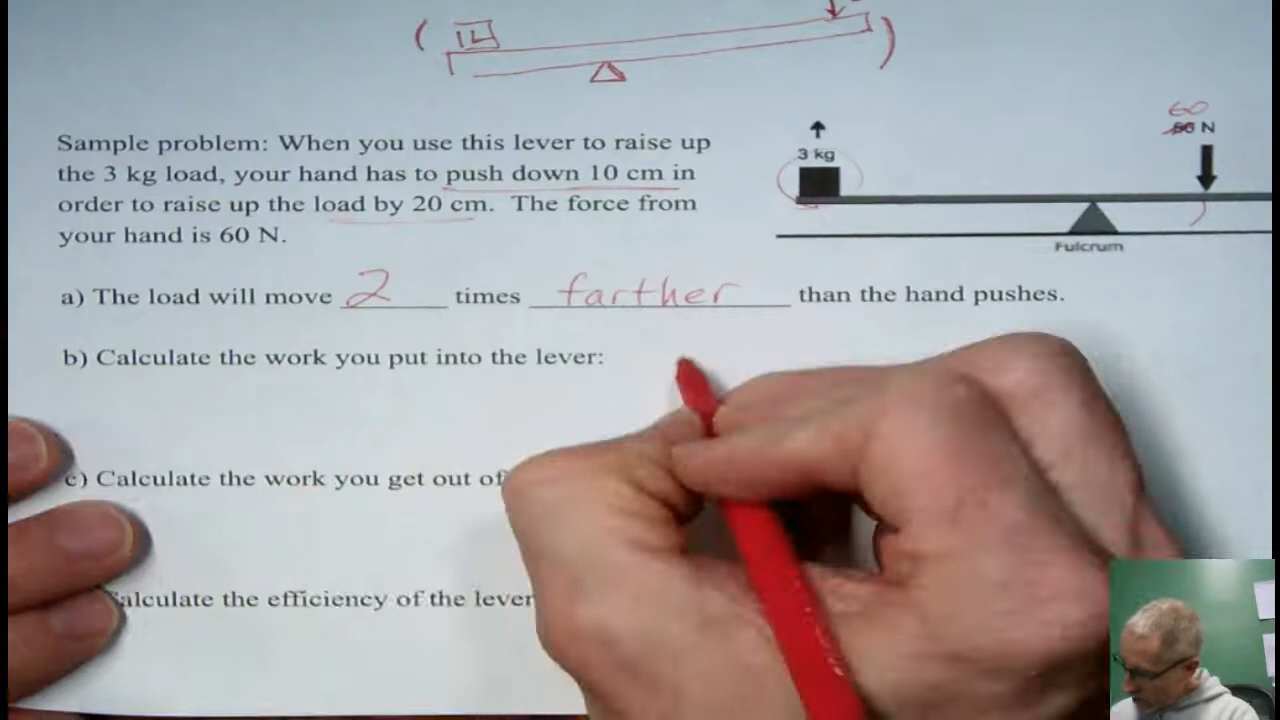 60
50 N
3 kg
Fulcrum
Sample problem: When you use this lever to raise up
the 3 kg load, your hand has to push down 10 cm in
order to raise up the load by 20 cm. The force from
your hand is 60 N.
a) The load will move 2 times farther than the hand pushes.
b) Calculate the work you put into the lever:
c) Calculate the work you get out of
alculate the efficiency of the lever